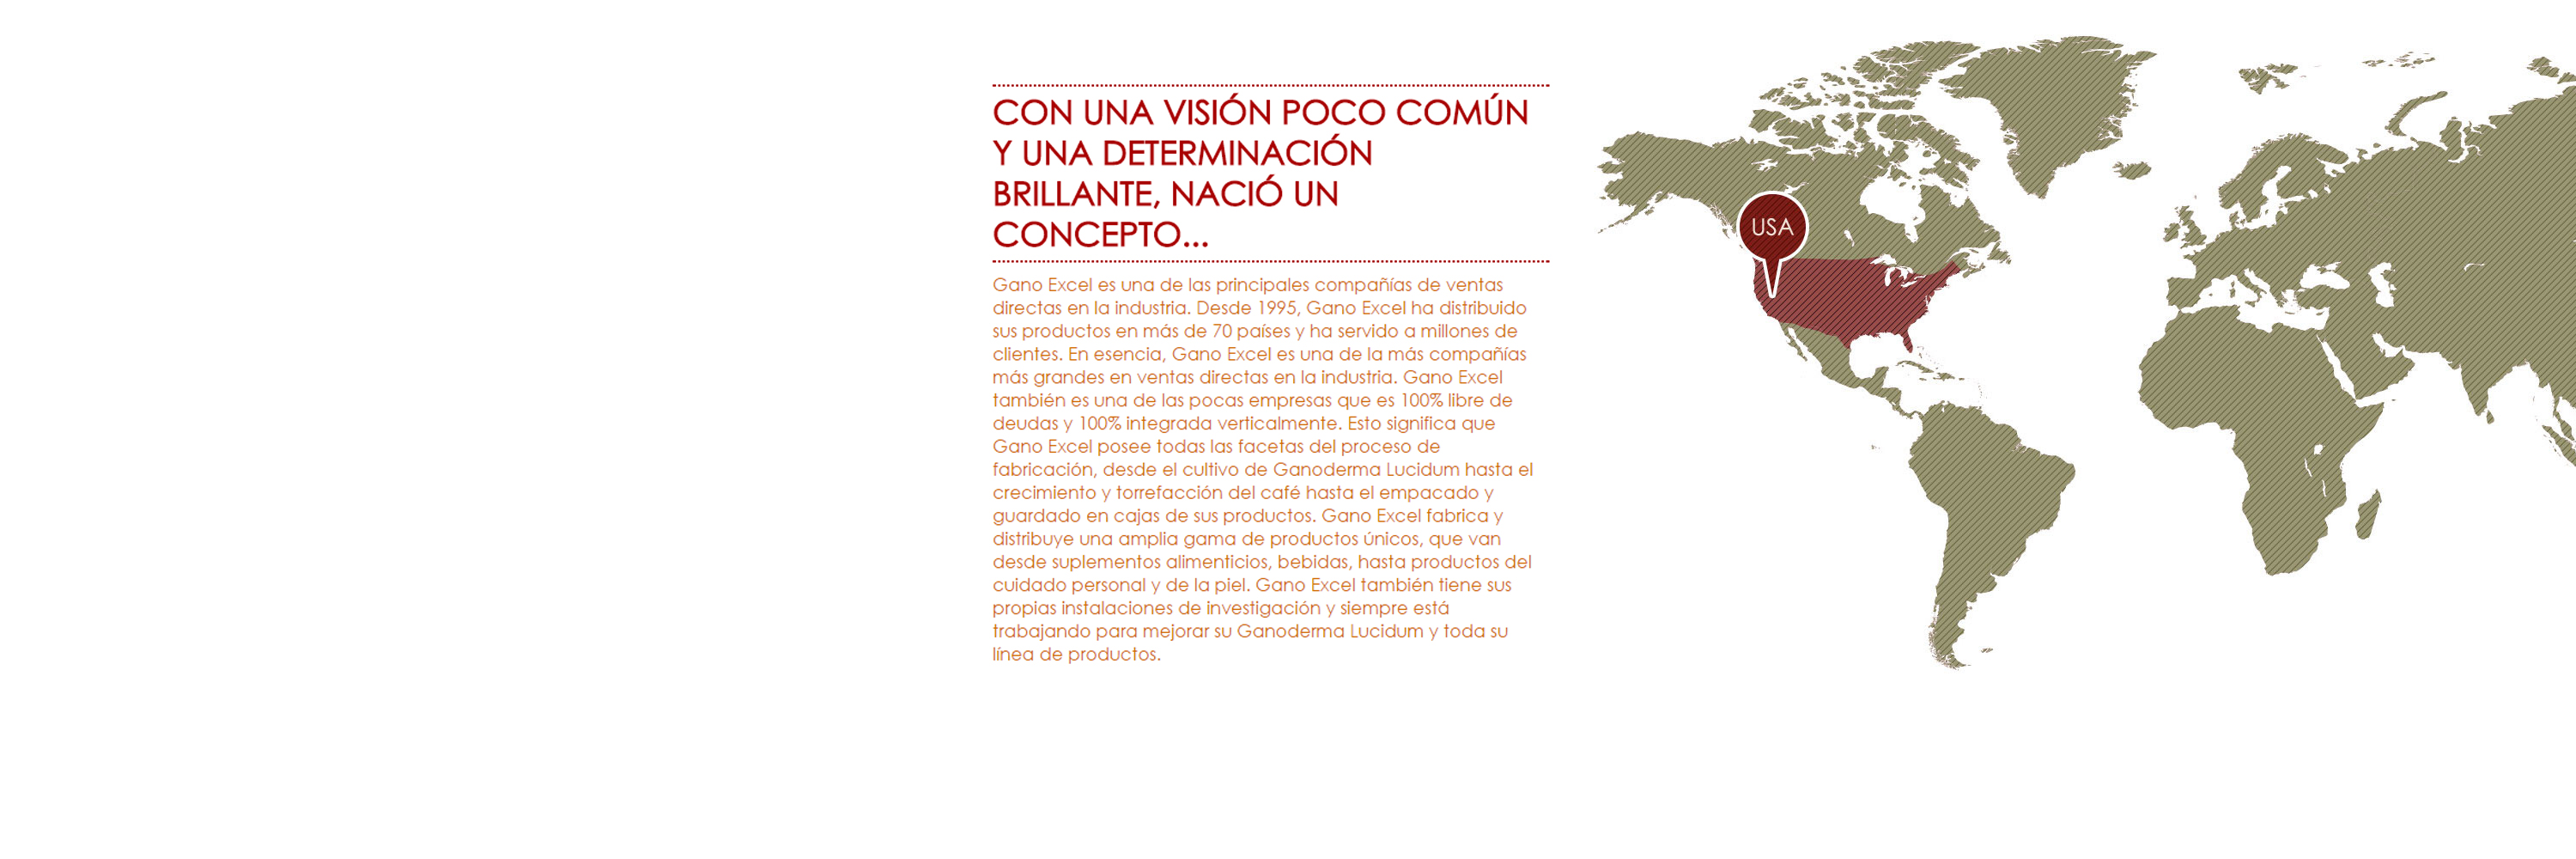 CON UNA VISIÓN POCO COMÚN
Y UNA DETERMINACIÓN
BRILLANTE, NACIÓ UN
CONCEPTO...
Gano Excel es una de las principales compañías de ventas
directas en la industria. Desde 1995, Gano Excel ha distribuido
sus productos en más de 70 países y ha servido a millones de
clientes. En esencia, Gano Excel es una de la más compañías
más grandes en ventas directas en la industria. Gano Excel
también es una de las pocas empresas que es 100% libre de
deudas y 100% integrada verticalmente. Esto significa que
Gano Excel posee todas las facetas del proceso de
fabricación, desde el cultivo de Ganoderma Lucidum hasta el
crecimiento y torrefacción del café hasta el empacado y
guardado en cajas de sus productos. Gano Excel fabrica y
distribuye una amplia gama de productos únicos, que van
desde suplementos alimenticios, bebidas, hasta productos del
cuidado personal y de la piel. Gano Excel también tiene sus
propias instalaciones de investigación y siempre está
trabajando para mejorar su Ganoderma Lucidum y toda su
línea de productos.
USA